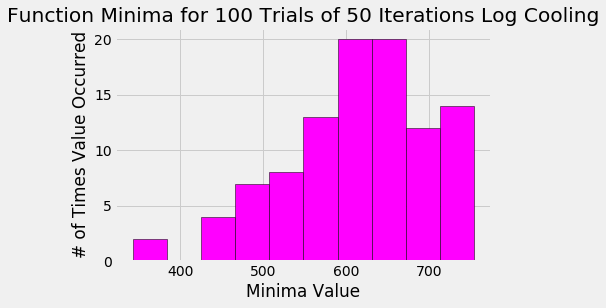 Function Minima for 100 Trials of 50 Iterations Log Cooling
# of Times Value Occurred
20
15
10
5
0
400 500 600 700
Minima Value